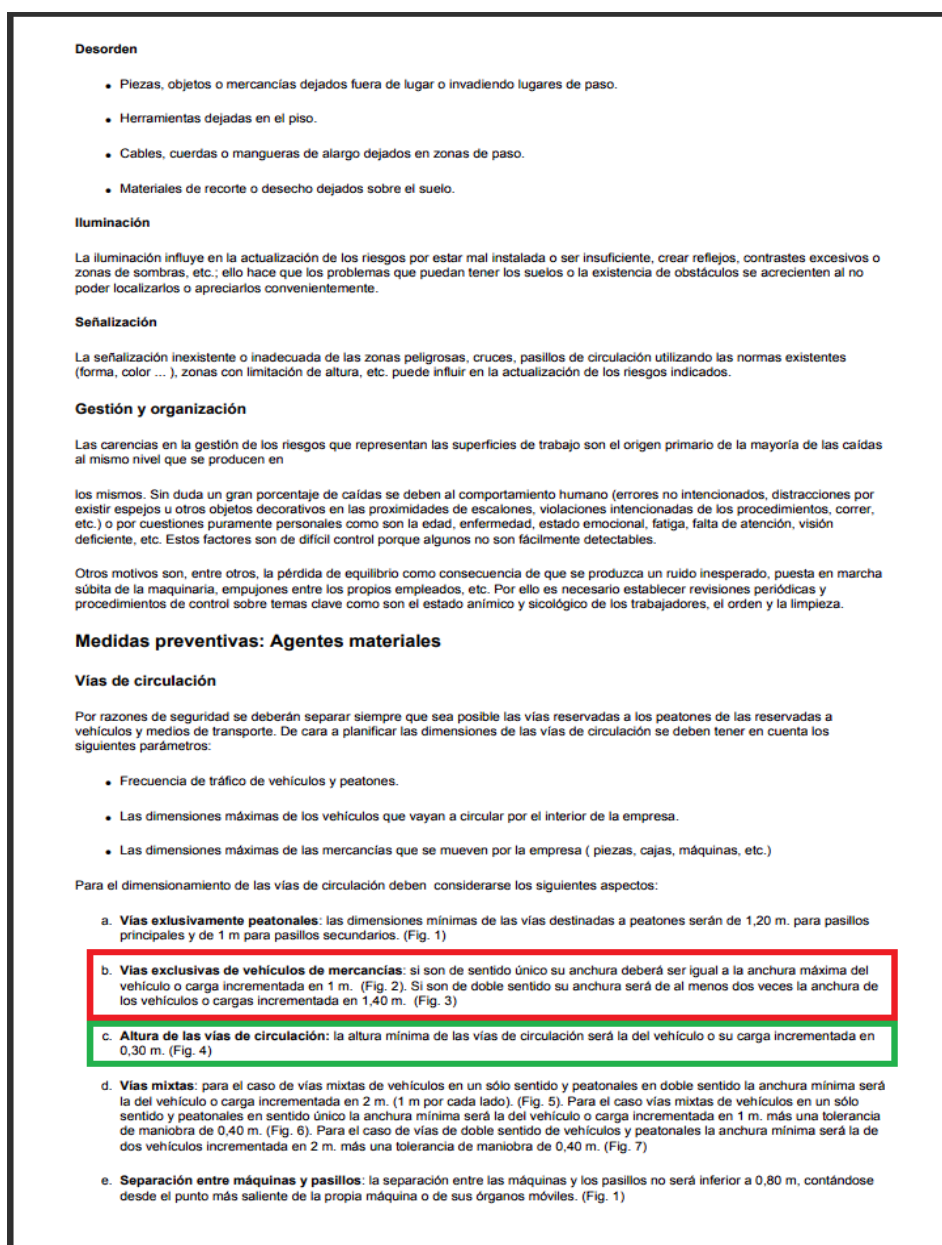 Desorden
• Piezas, objetos o mercancías dejados fuera de lugar o invadiendo lugares de paso.
• Herramientas dejadas en el piso.
• Cables, cuerdas o mangueras de alargo dejados en zonas de paso.
• Materiales de recorte o desecho dejados sobre el suelo.
Iluminación
La iluminación influye en la actualización de los riesgos por estar mal instalada o ser insuficiente, crear reflejos, contrastes excesivos o
zonas de sombras, etc.; ello hace que los problemas que puedan tener los suelos o la existencia de obstáculos se acrecienten al no
poder localizarlos o apreciarlos convenientemente.
Señalización
La señalización inexistente o inadecuada de las zonas peligrosas, cruces, pasillos de circulación utilizando las normas existentes
(forma, color ... ), zonas con limitación de altura, etc. puede influir en la actualización de los riesgos indicados.
Gestión y organización
Las carencias en la gestión de los riesgos que representan las superficies de trabajo son el origen primario de la mayoría de las caídas
al mismo nivel que se producen en
los mismos. Sin duda un gran porcentaje de caídas se deben al comportamiento humano (errores no intencionados, distracciones por
existir espejos u otros objetos decorativos en las proximidades de escalones, violaciones intencionadas de los procedimientos, correr,
etc.) o por cuestiones puramente personales como son la edad, enfermedad, estado emocional, fatiga, falta de atención, visión
deficiente, etc. Estos factores son de difícil control porque algunos no son fácilmente detectables.
Otros motivos son, entre otros, la pérdida de equilibrio como consecuencia de que se produzca un ruido inesperado, puesta en marcha
súbita de la maquinaria, empujones entre los propios empleados, etc. Por ello es necesario establecer revisiones periódicas y
procedimientos de control sobre temas clave como son el estado anímico y sicológico de los trabajadores, el orden y la limpieza.
Medidas preventivas: Agentes materiales
Vías de circulación
Por razones de seguridad se deberán separar siempre que sea posible las vías reservadas a los peatones de las reservadas a
vehículos y medios de transporte. De cara a planificar las dimensiones de las vías de circulación se deben tener en cuenta los
siguientes parámetros:
• Frecuencia de tráfico de vehículos y peatones.
• Las dimensiones máximas de los vehículos que vayan a circular por el interior de la empresa.
• Las dimensiones máximas de las mercancías que se mueven por la empresa ( piezas, cajas, máquinas, etc.)
Para el dimensionamiento de las vías de circulación deben considerarse los siguientes aspectos:
a. Vías exlusivamente peatonales: las dimensiones mínimas de las vías destinadas a peatones serán de 1,20 m. para pasillos
principales y de 1 m para pasillos secundarios. (Fig. 1)
b. Vias exclusivas de vehículos de mercancías: si son de sentido único su anchura deberá ser igual a la anchura máxima del
vehículo o carga incrementada en 1 m. (Fig. 2). Si son de doble sentido su anchura será de al menos dos veces la anchura de
los vehículos o cargas incrementada en 1,40 m. (Fig. 3)
c. Altura de las vías de circulación: la altura mínima de las vías de circulación será la del vehículo o su carga incrementada en
0,30 m. (Fig. 4)
d. Vías mixtas: para el caso de vías mixtas de vehículos en un sólo sentido y peatonales en doble sentido la anchura mínima será
la del vehículo o carga incrementada en 2 m. (1 m por cada lado). (Fig. 5). Para el caso vías mixtas de vehículos en un sólo
sentido y peatonales en sentido único la anchura mínima será la del vehículo o carga incrementada en 1 m. más una tolerancia
de maniobra de 0,40 m. (Fig. 6). Para el caso de vías de doble sentido de vehículos y peatonales la anchura mínima será la de
dos vehículos incrementada en 2 m. más una tolerancia de maniobra de 0,40 m. (Fig. 7)
e. Separación entre máquinas y pasillos: la separación entre las máquinas y los pasillos no será inferior a 0,80 m, contándose
desde el punto más saliente de la propia máquina o de sus órganos móviles. (Fig. 1)